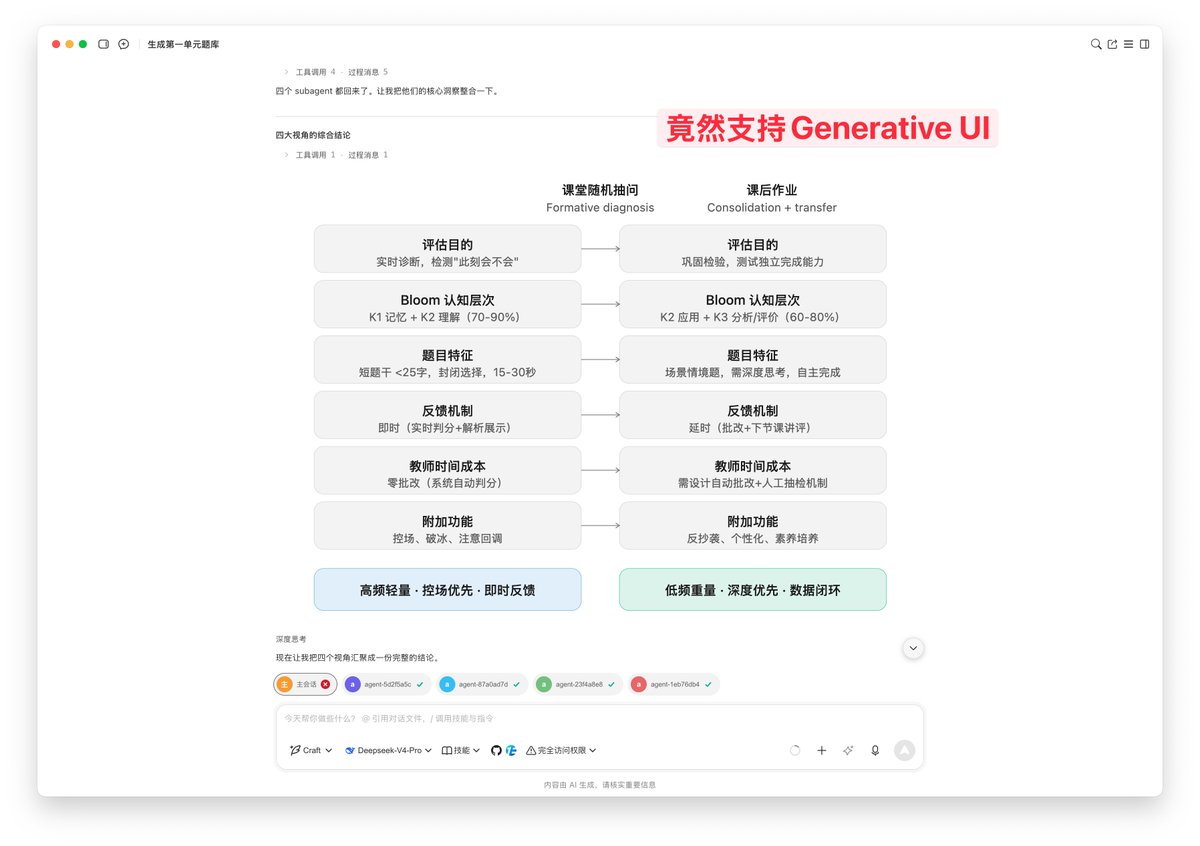 生成第一单元题库
工具调用 4 · 过程消息 5
四个 subagent 都回来了。让我把他们的核心洞察整合一下。
竟然支持 Generative UI
四大视角的综合结论
工具调用 1 · 过程消息 1
课堂随机抽问
Formative diagnosis
课后作业
Consolidation + transfer
评估目的
实时诊断，检测"此刻会不会"
评估目的
巩固检验，测试独立完成能力
Bloom 认知层次
K1 记忆 + K2 理解（70-90%）
Bloom 认知层次
K2 应用 + K3 分析/评价（60-80%）
题目特征
短题干 <25字，封闭选择，15-30秒
题目特征
场景情境题，需深度思考，自主完成
反馈机制
即时（实时判分+解析展示）
反馈机制
延时（批改+下节课讲评）
教师时间成本
零批改（系统自动判分）
教师时间成本
需设计自动批改+人工抽检机制
附加功能
控场、破冰、注意回调
附加功能
反抄袭、个性化、素养培养
高频轻量 · 控场优先 · 即时反馈
低频重量 · 深度优先 · 数据闭环
深度思考
现在让我把四个视角汇聚成一份完整的结论。
主 主会话 a agent-5d2f5a5c a agent-87a0ad7d a agent-23f4a8e8 a agent-1eb76db4
今天帮你做些什么？ @ 引用对话文件，/ 调用技能与指令
Craft Deepseek-V4-Pro 技能 完全访问权限
内容由 AI 生成，请核实重要信息